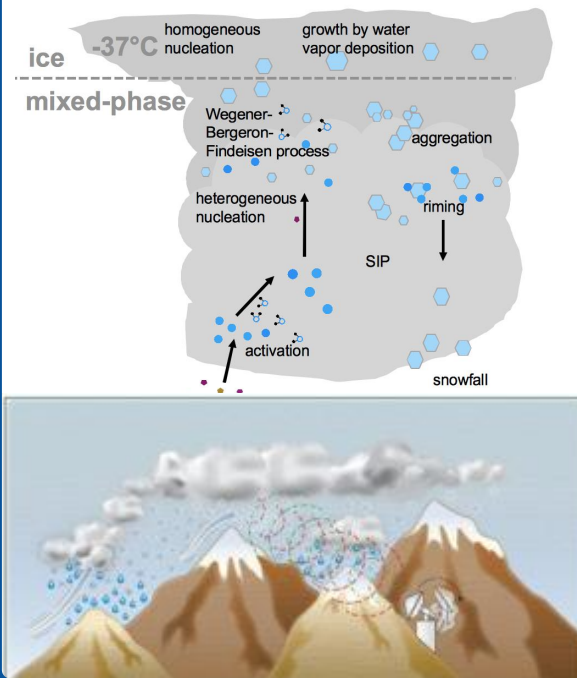 homogeneous
nucleation
growth by water
vapor deposition
ice
-37°C
mixed-phase
Wegener-
Bergeron-
Findeisen process
aggregation
heterogeneous
nucleation
riming
SIP
activation
snowfall